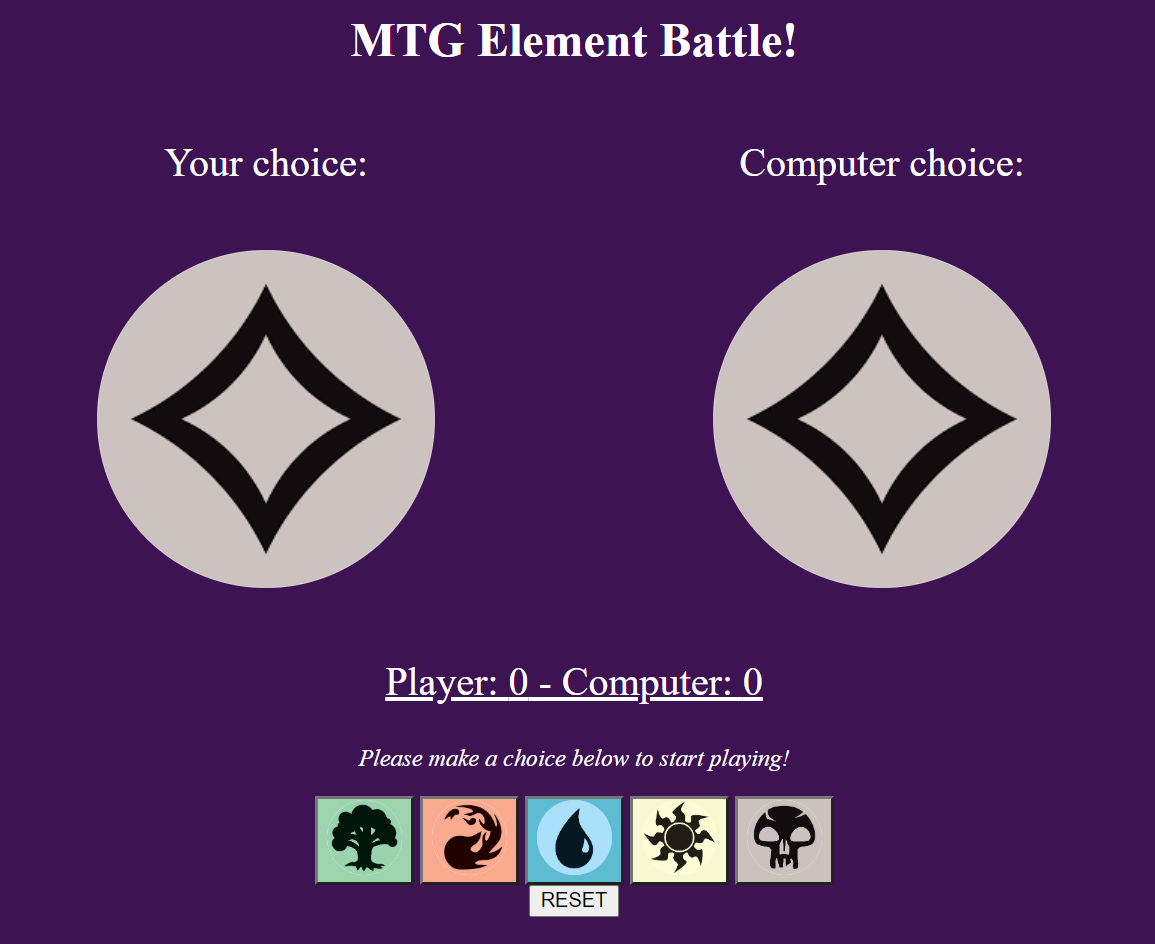 MTG Element Battle!
Your choice:
Computer choice:
Player: 0 - Computer: 0
Please make a choice below to start playing!
RESET